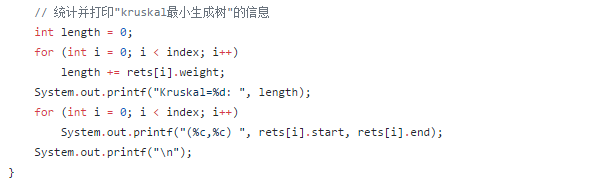 // 统计并打印"kruskal最小生成树"的信息
int length = 0;
for (int i = 0; i < index; i++)
length += rets[i].weight;
System.out.printf("Kruskal=%d: ", length);
for (int i = 0; i < index; i++)
System.out.printf("(%c,%c) ", rets[i].start, rets[i].end);
System.out.printf("\n");
}